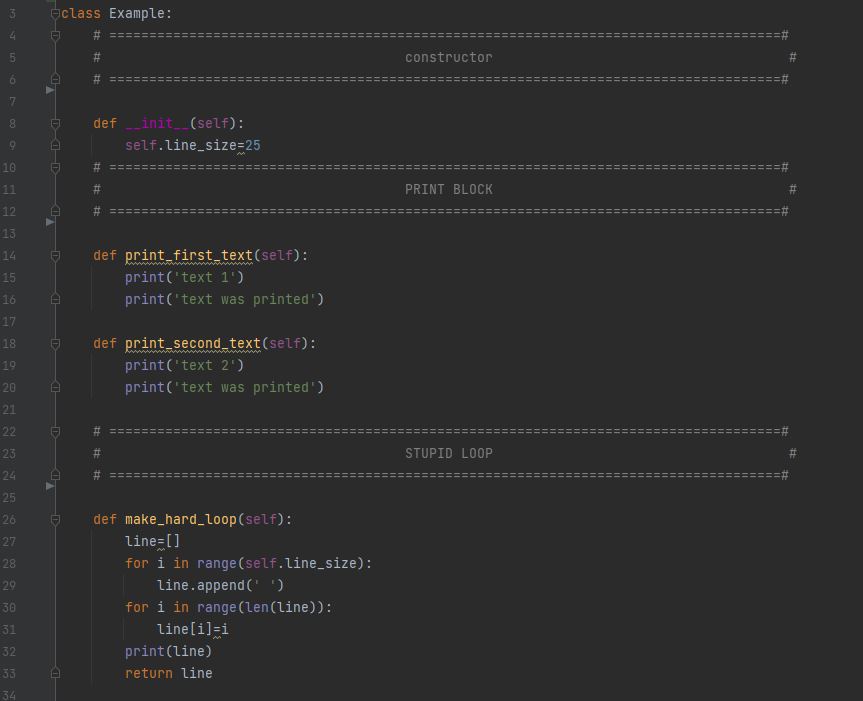 3 class Example:
4 # ====================================================================================#
5 # constructor #
6 # ====================================================================================#
7
8 def __init__(self):
9 self.line_size=25
10 # ====================================================================================#
11 # PRINT BLOCK #
12 # ====================================================================================#
13
14 def print_first_text(self):
15 print('text 1')
16 print('text was printed')
17
18 def print_second_text(self):
19 print('text 2')
20 print('text was printed')
21
22 # ====================================================================================#
23 # STUPID LOOP #
24 # ====================================================================================#
25
26 def make_hard_loop(self):
27 line=[]
28 for i in range(self.line_size):
29 line.append(' ')
30 for i in range(len(line)):
31 line[i]=i
32 print(line)
33 return line
34